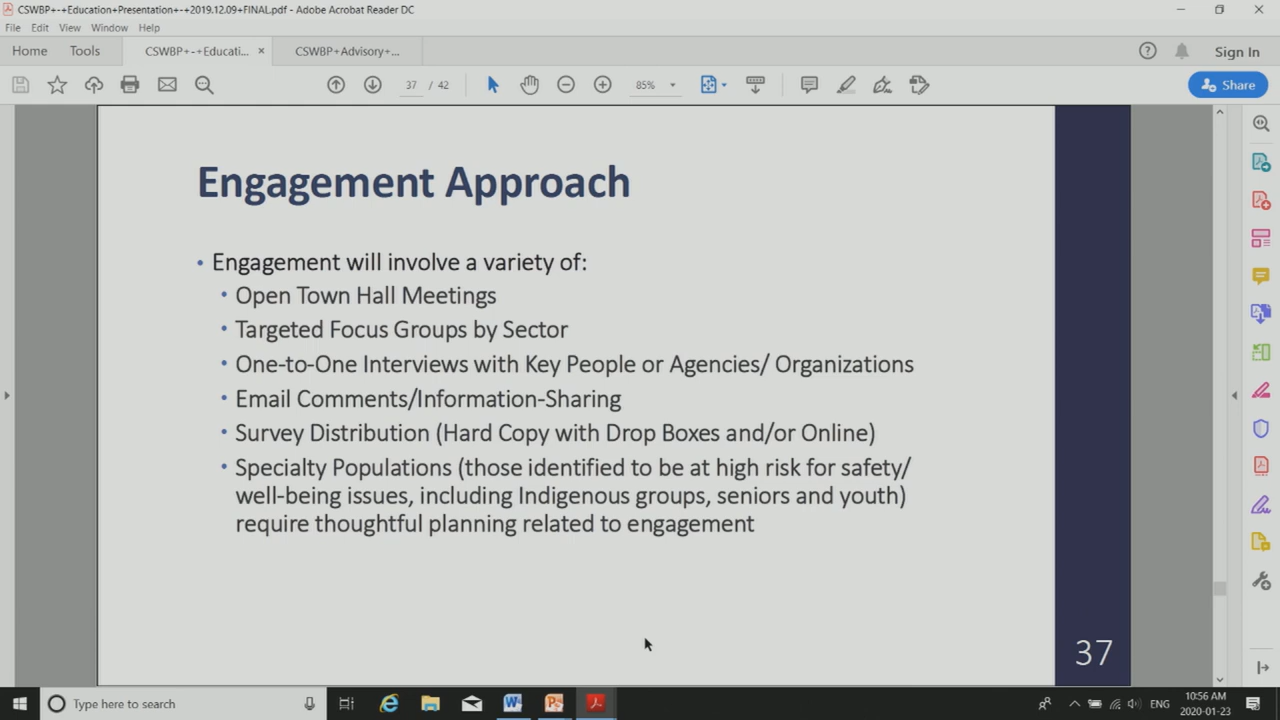 CSWBP+-+Education+Presentation+-+2019.12.09+FINAL.pdf - Adobe Acrobat Reader DC
File Edit View Window Help
Home Tools CSWBP+-+Educati... × CSWBP+Advisory+... Sign In
37 / 42 85% Share
Engagement Approach
• Engagement will involve a variety of:
• Open Town Hall Meetings
• Targeted Focus Groups by Sector
• One-to-One Interviews with Key People or Agencies/ Organizations
• Email Comments/Information-Sharing
• Survey Distribution (Hard Copy with Drop Boxes and/or Online)
• Specialty Populations (those identified to be at high risk for safety/
well-being issues, including Indigenous groups, seniors and youth)
require thoughtful planning related to engagement
37
Type here to search
ENG
10:56 AM
2020-01-23